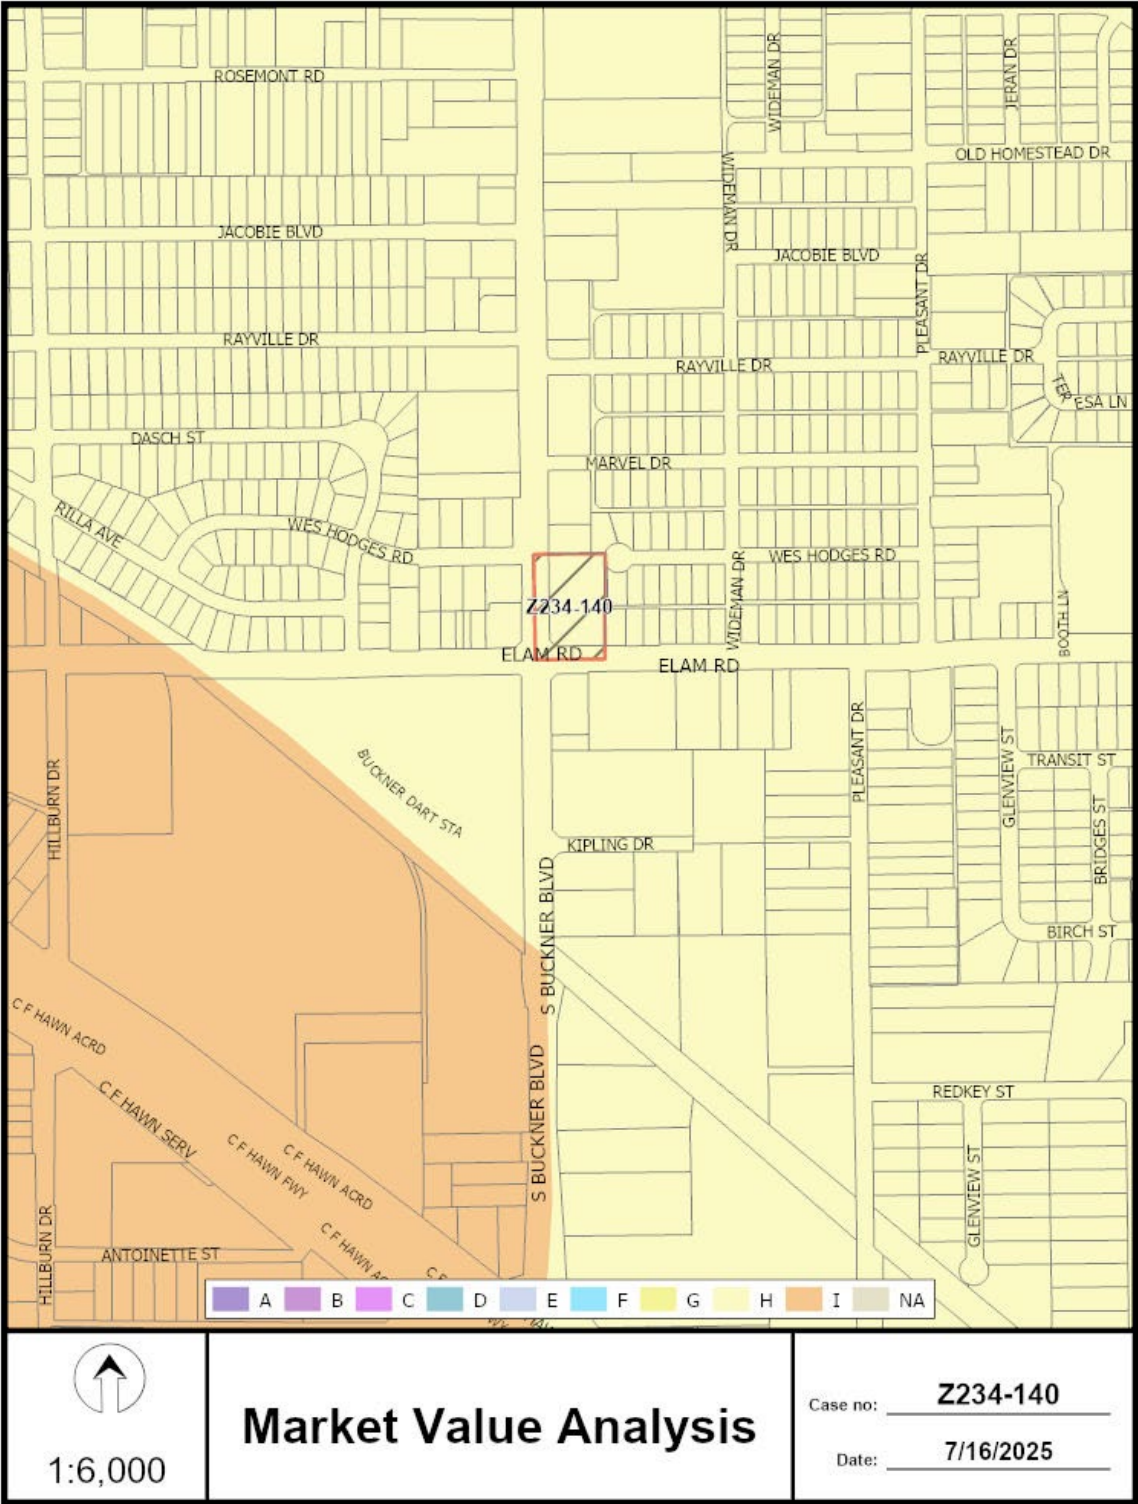 WIDEMAN DR
JERAN DR
ROSEMONT RD
OLD HOMESTEAD DR
WIDEMAN DR
JACOBIE BLVD
JACOBIE BLVD
PLEASANT DR
RAYVILLE DR
RAYVILLE DR
RAYVILLE DR
TER
ESA LN
DASCH ST
MARVEL DR
RILLA AVE
WES HODGES RD
WES HODGES RD
WIDEMAN DR
Z234-140
BOOTH LN
ELAM RD
ELAM RD
PLEASANT DR
GLENVIEW ST
TRANSIT ST
BUCKNER DART STA
HILLBURN DR
BRIDGES ST
KIPLING DR
S BUCKNER BLVD
BIRCH ST
C F HAWN ACRD
S BUCKNER BLVD
C F HAWN SERV
REDKEY ST
C F HAWN FWY
C F HAWN ACRD
GLENVIEW ST
HILLBURN DR
ANTOINETTE ST
C F HAWN AC
A B C D E F G H I NA
1:6,000
Market Value Analysis
Case no: Z234-140
Date: 7/16/2025